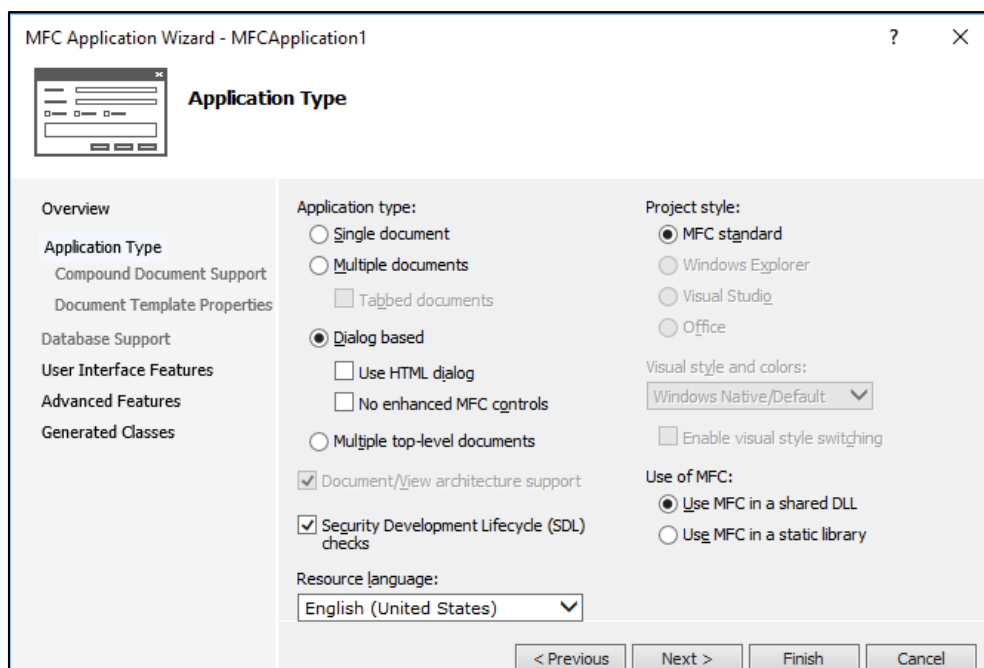 MFC Application Wizard - MFCApplication1
?
Application Type
Overview
Application Type
Compound Document Support
Document Template Properties
Database Support
User Interface Features
Advanced Features
Generated Classes
Application type:
Single document
Multiple documents
Tabbed documents
Dialog based
Use HTML dialog
No enhanced MFC controls
Multiple top-level documents
Document/View architecture support
Security Development Lifecycle (SDL)
checks
Resource language:
English (United States)
Project style:
MFC standard
Windows Explorer
Visual Studio
Office
Visual style and colors:
Windows Native/Default
Enable visual style switching
Use of MFC:
Use MFC in a shared DLL
Use MFC in a static library
< Previous
Next >
Finish
Cancel